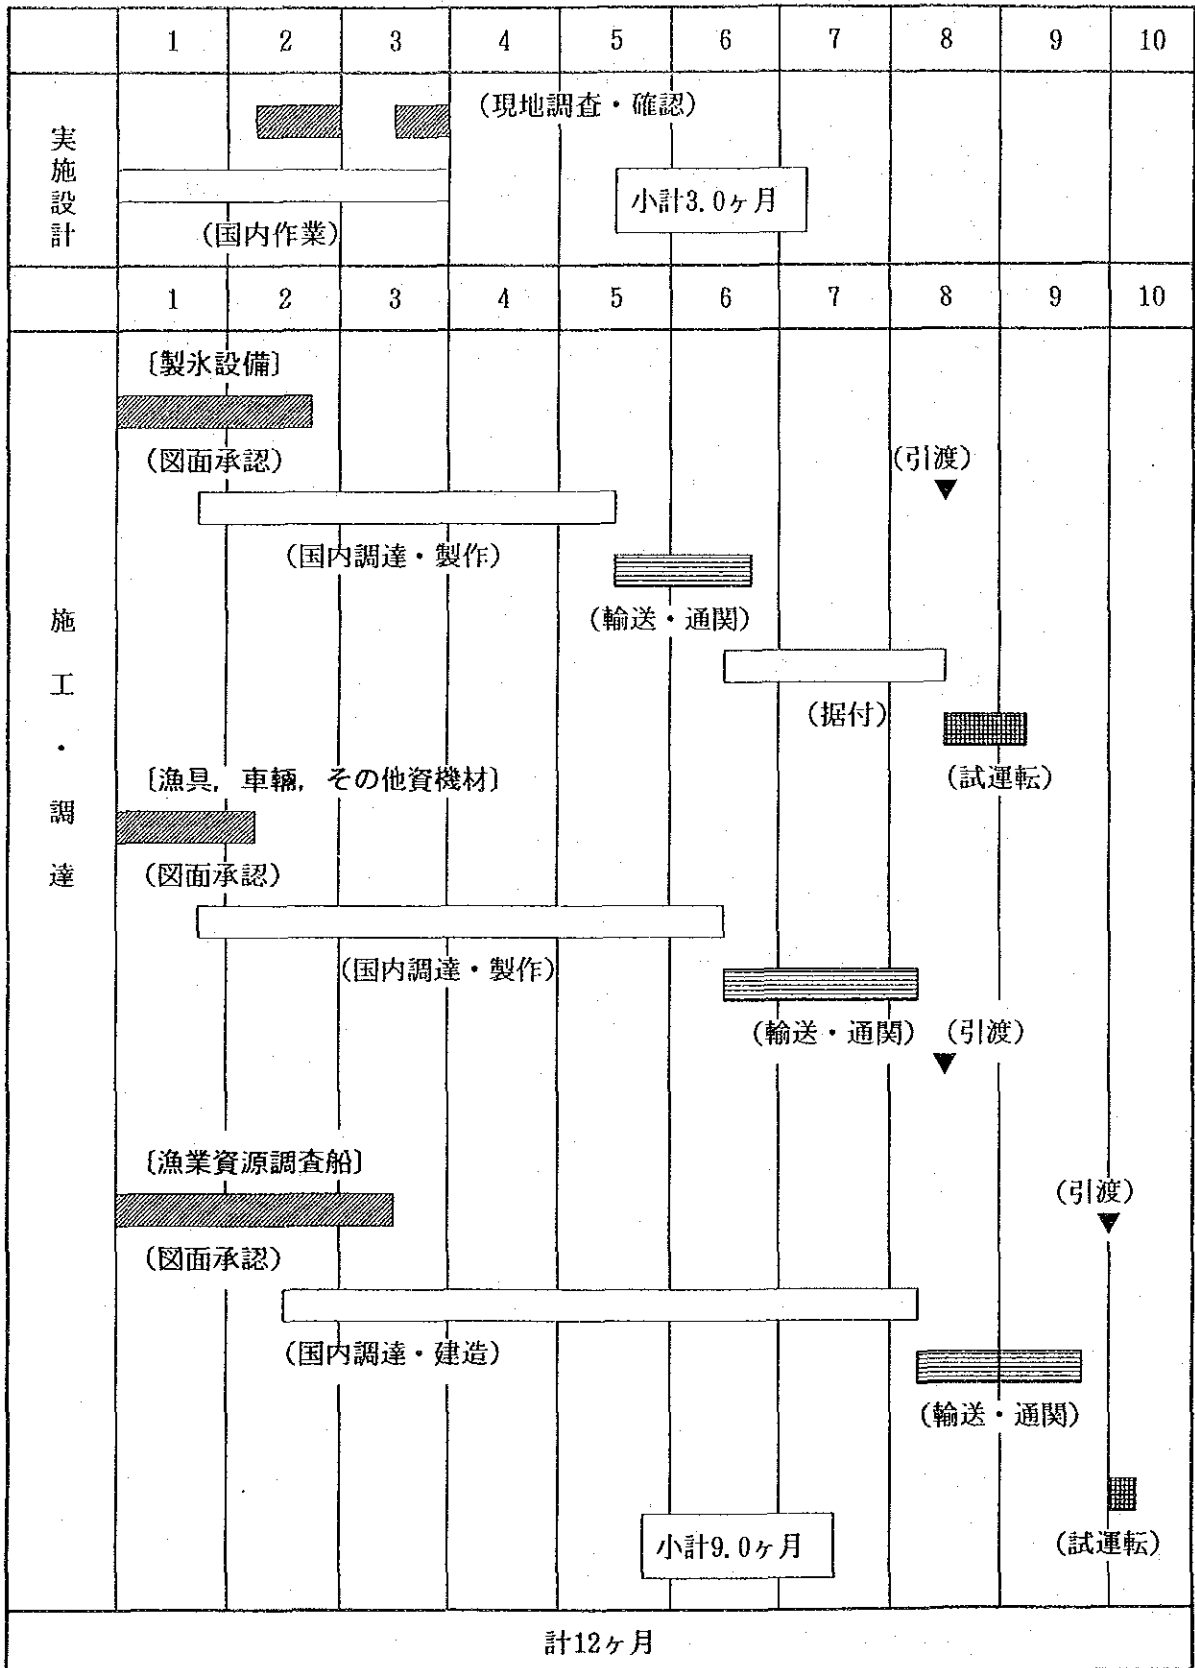 1 2 3 4 5 6 7 8 9 10
実施設計
(現地調査・確認)
小計3.0ヶ月
(国内作業)
1 2 3 4 5 6 7 8 9 10
施工・調達
〔製氷設備〕
(図面承認)
(引渡)
(国内調達・製作)
(輸送・通関)
(据付)
(試運転)
〔漁具，車輛，その他資機材〕
(図面承認)
(国内調達・製作)
(輸送・通関) (引渡)
〔漁業資源調査船〕
(引渡)
(図面承認)
(国内調達・建造)
(輸送・通関)
小計9.0ヶ月
(試運転)
計12ヶ月